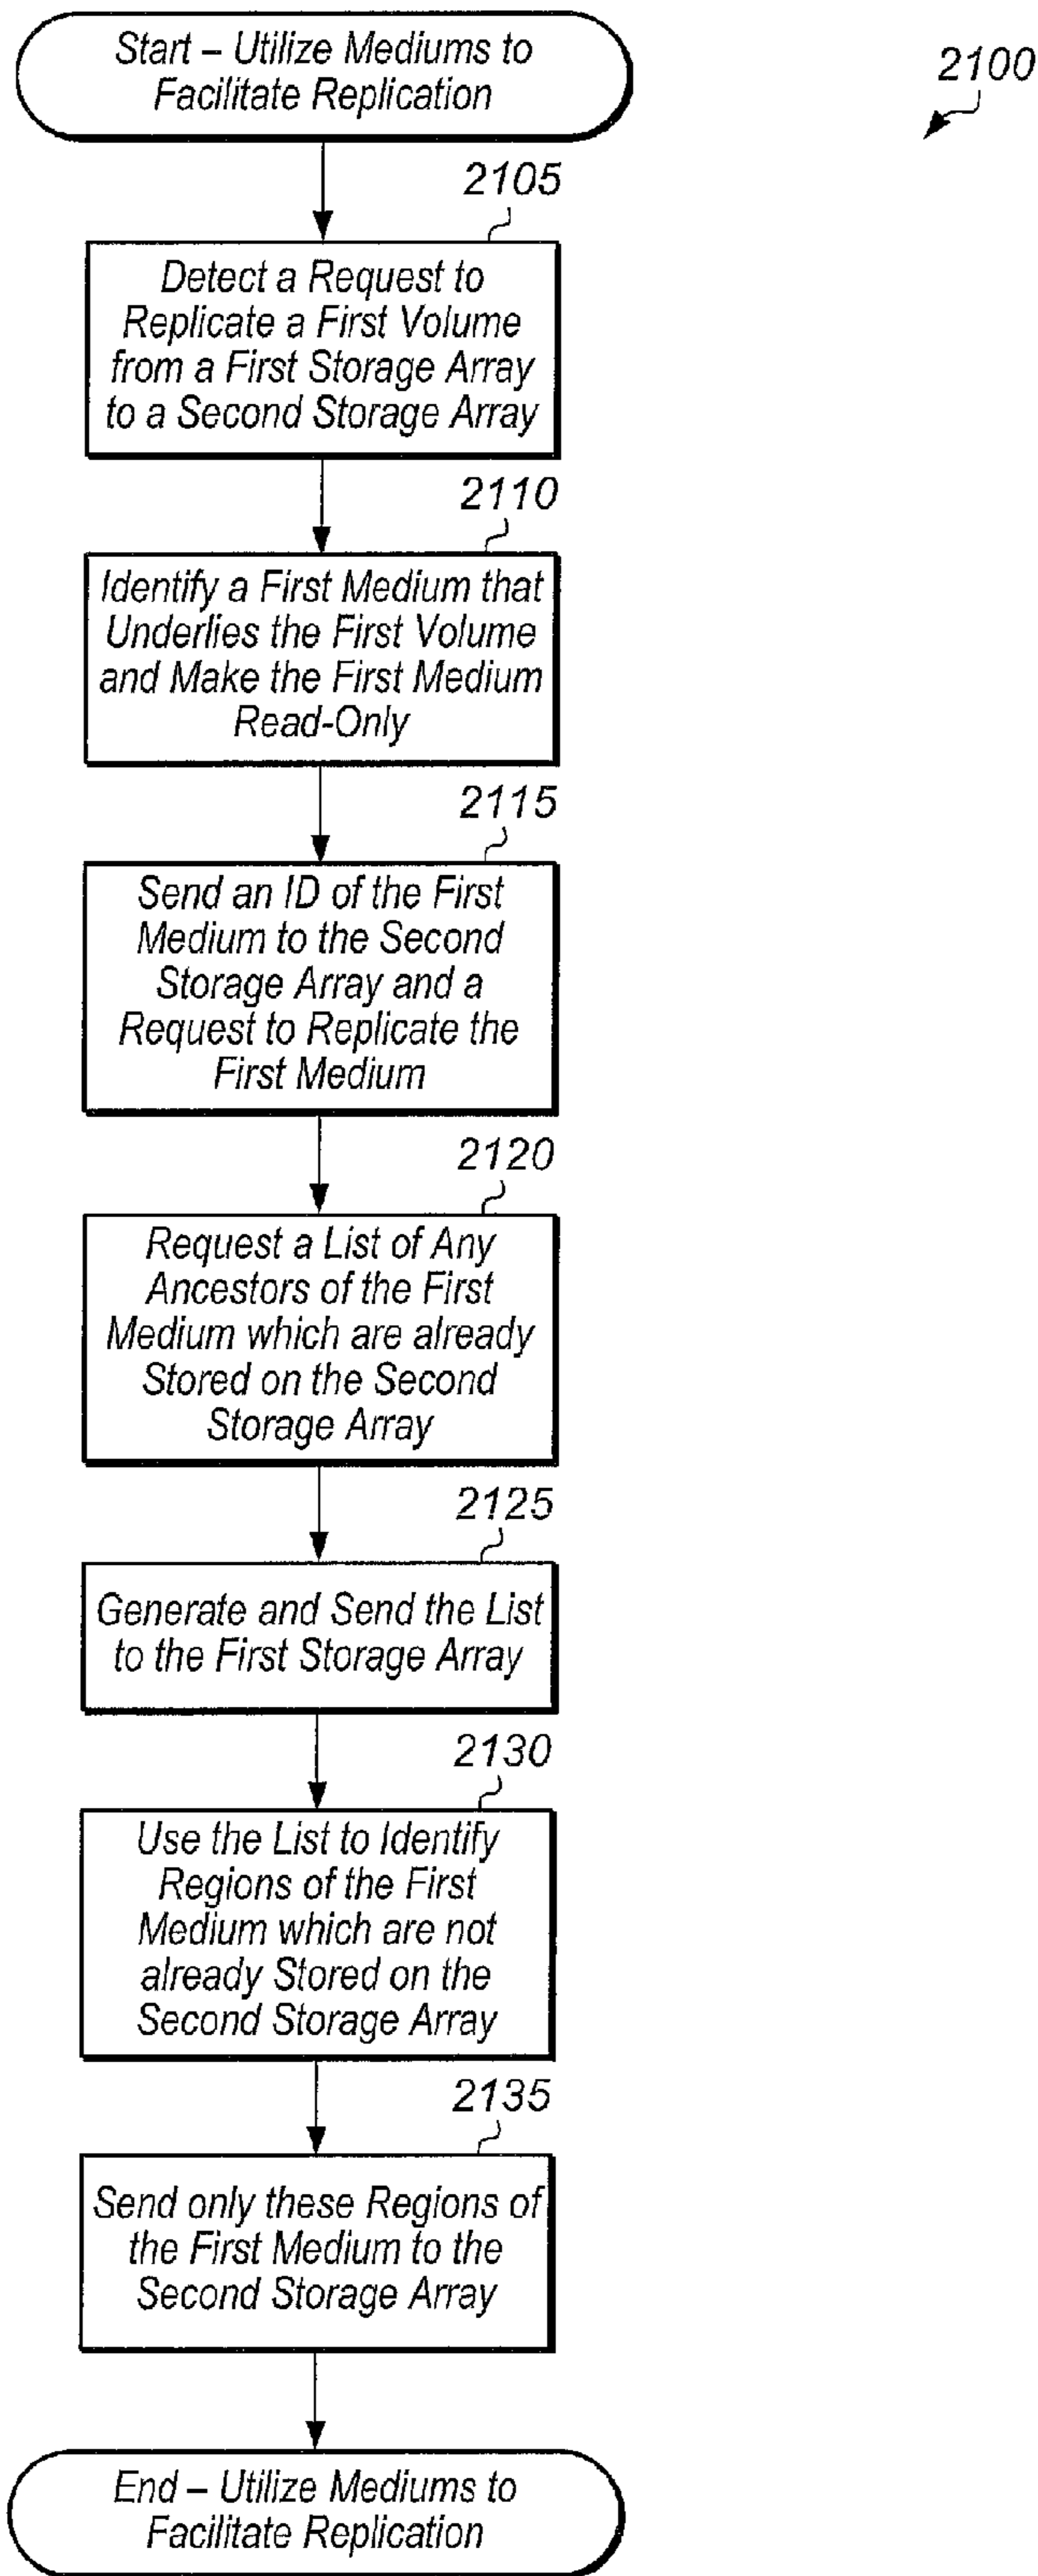 Start – Utilize Mediums to
Facilitate Replication
2100
2105
Detect a Request to
Replicate a First Volume
from a First Storage Array
to a Second Storage Array
2110
Identify a First Medium that
Underlies the First Volume
and Make the First Medium
Read-Only
2115
Send an ID of the First
Medium to the Second
Storage Array and a
Request to Replicate the
First Medium
2120
Request a List of Any
Ancestors of the First
Medium which are already
Stored on the Second
Storage Array
2125
Generate and Send the List
to the First Storage Array
2130
Use the List to Identify
Regions of the First
Medium which are not
already Stored on the
Second Storage Array
2135
Send only these Regions of
the First Medium to the
Second Storage Array
End – Utilize Mediums to
Facilitate Replication